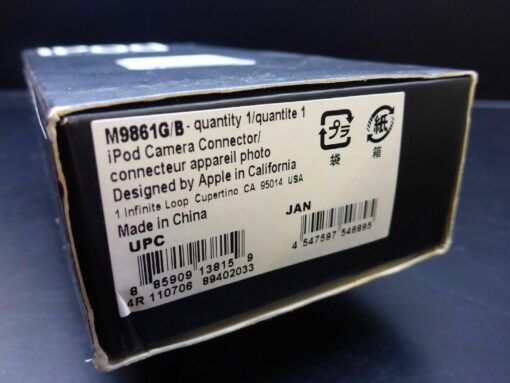 iPod
M9861G/B - quantity 1/quantite 1
iPod Camera Connector/
connecteur appareil photo
Designed by Apple in California
1 Infinite Loop Cupertino CA 95014 USA
Made in China
UPC
8 85909 13815 9
4R 110706 89402033
JAN
4 547597 546895
プラ
袋
紙
箱